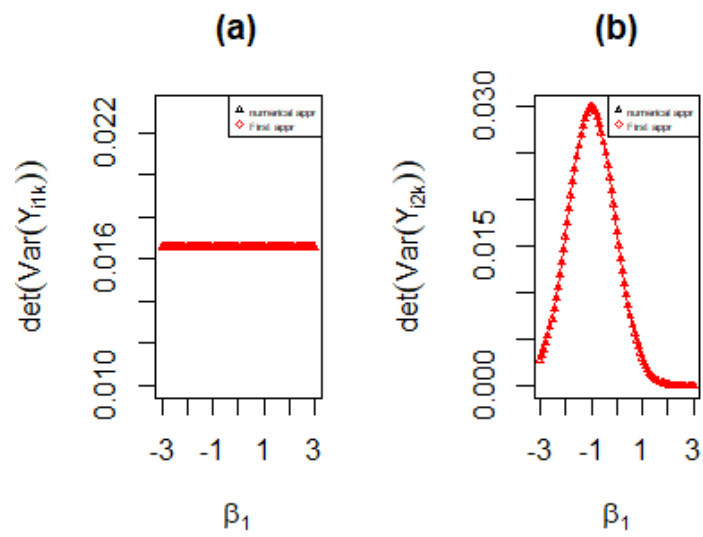 (a)
numerical appr
First appr
det(Var(Yi1k))
0.022
0.016
0.010
-3 -1 1 3
β1
(b)
numerical appr
First appr
det(Var(Yi2k))
0.030
0.015
0.000
-3 -1 1 3
β1